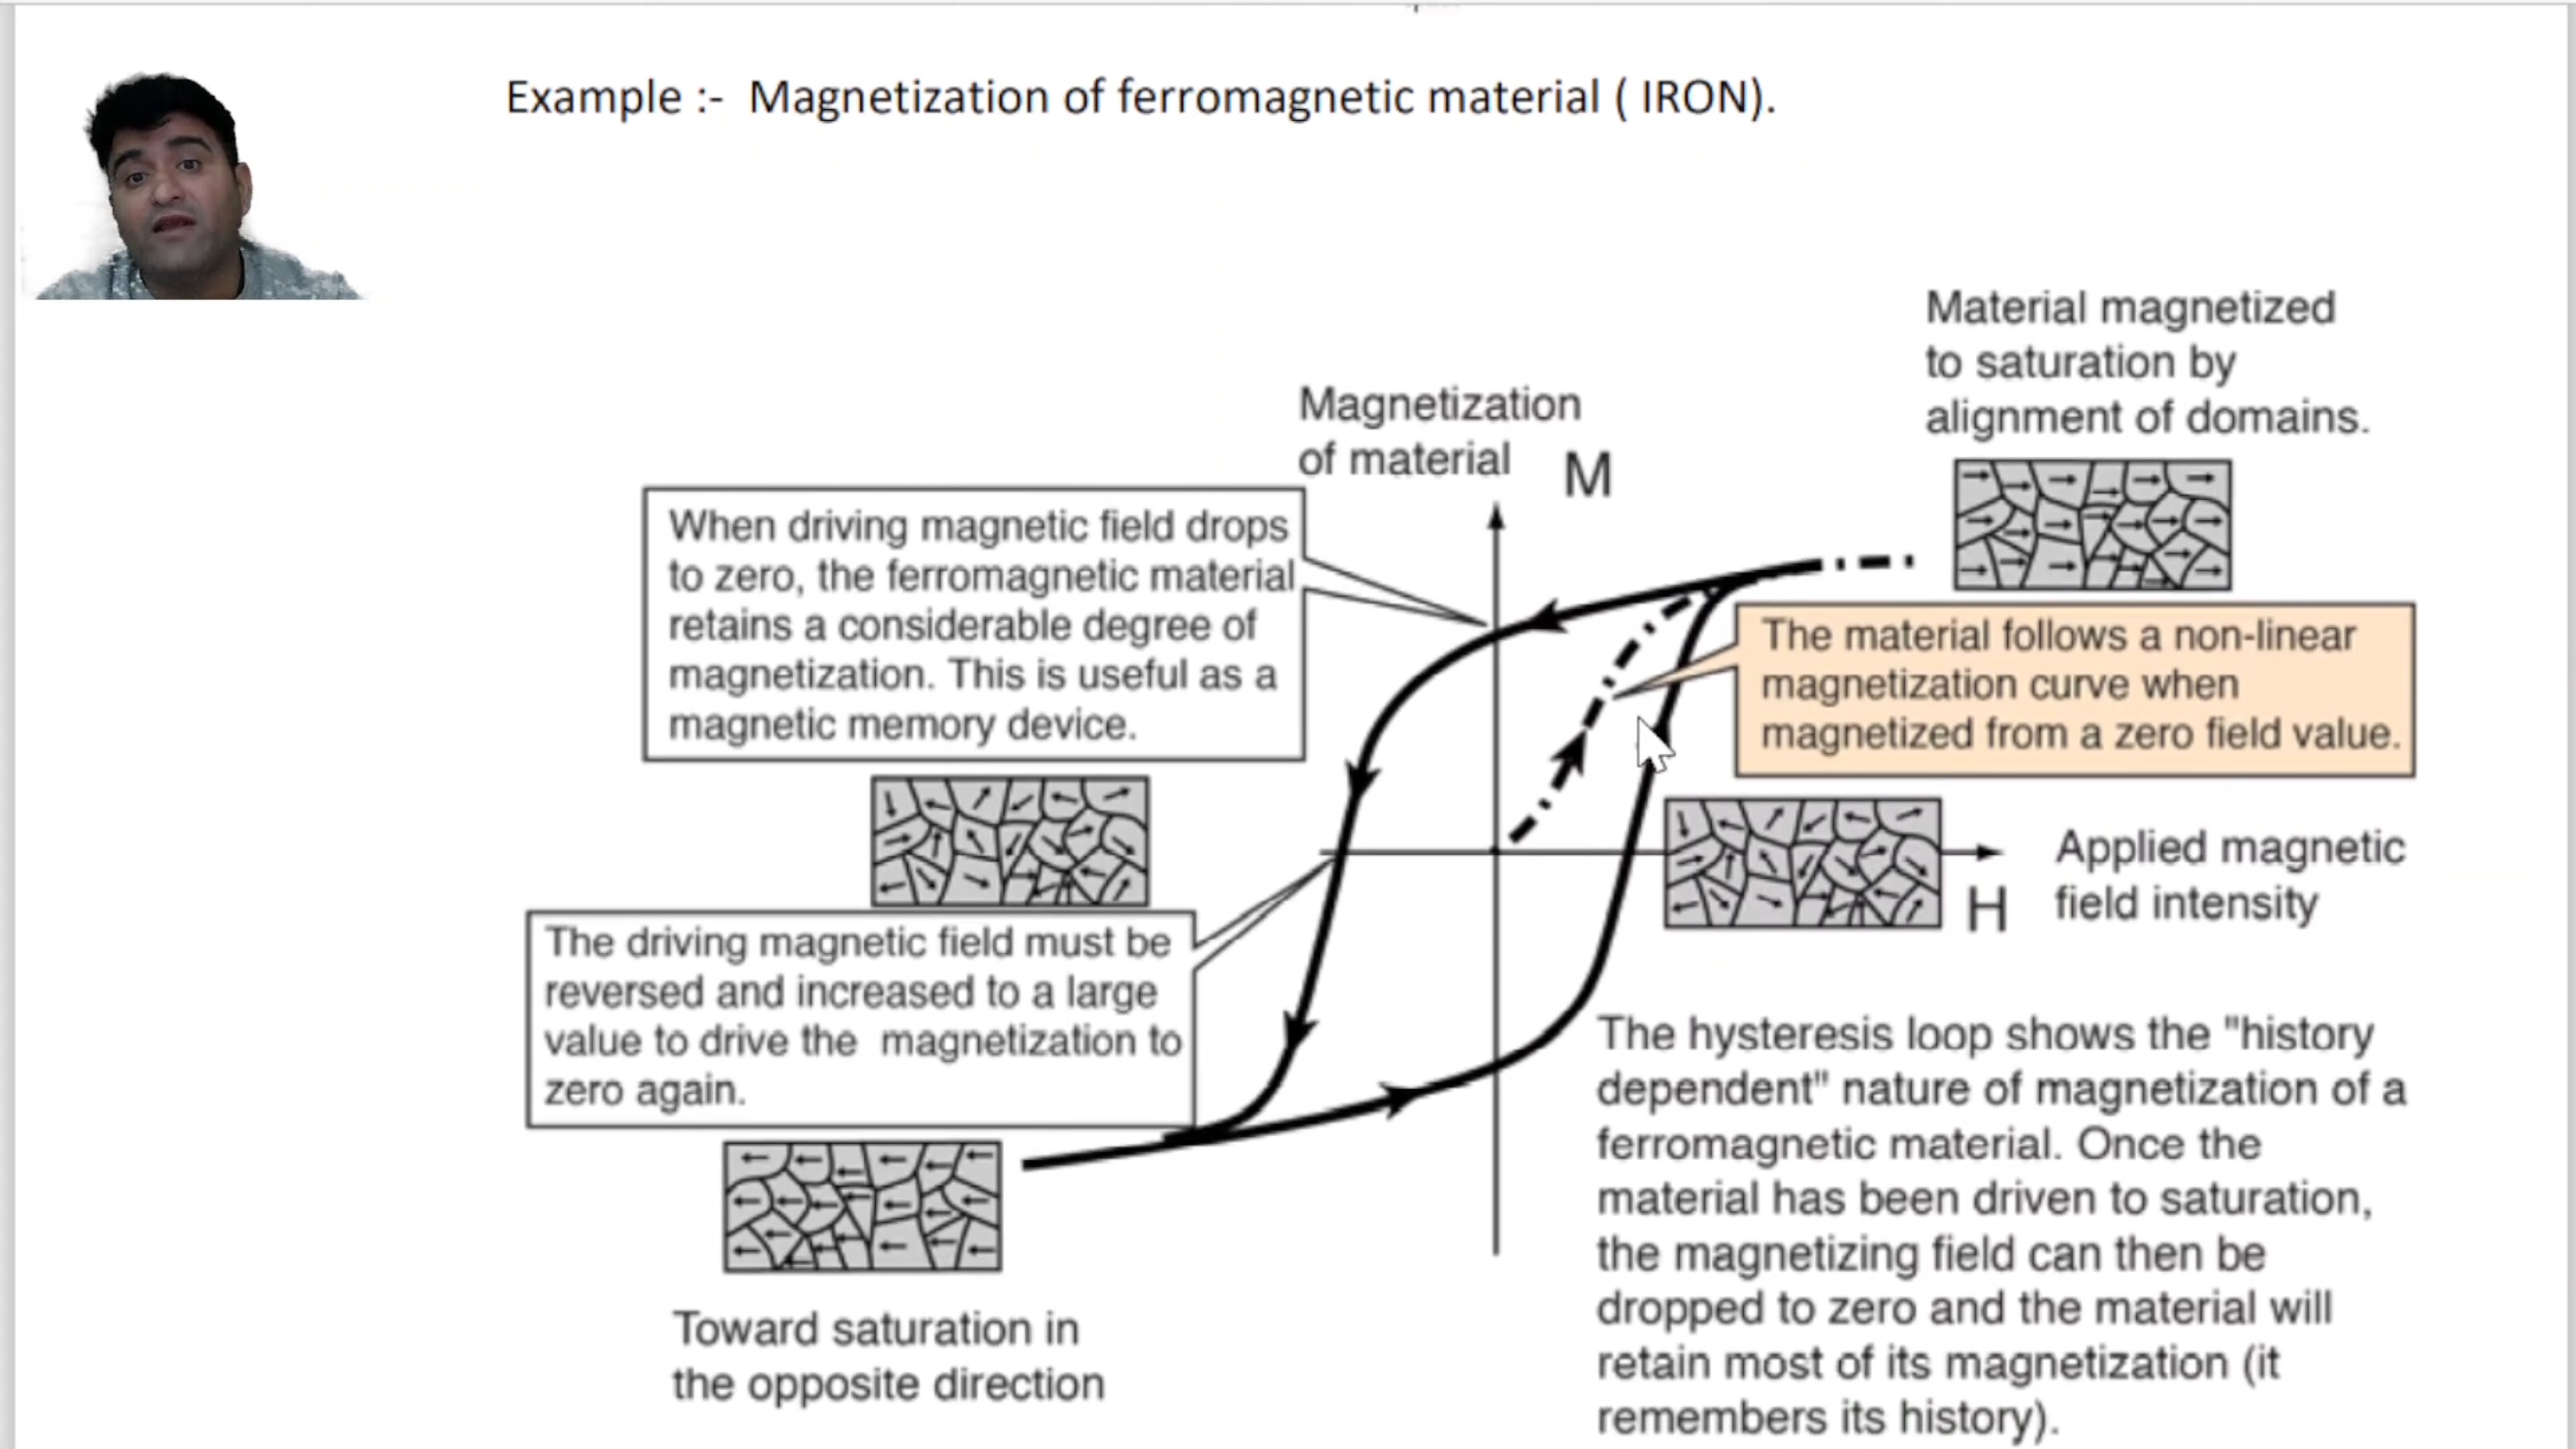 Example :-  Magnetization of ferromagnetic material ( IRON).
Material magnetized
to saturation by
alignment of domains.
Magnetization
of material
M
When driving magnetic field drops
to zero, the ferromagnetic material
retains a considerable degree of
magnetization. This is useful as a
magnetic memory device.
The material follows a non-linear
magnetization curve when
magnetized from a zero field value.
Applied magnetic
field intensity
H
The driving magnetic field must be
reversed and increased to a large
value to drive the  magnetization to
zero again.
The hysteresis loop shows the "history
dependent" nature of magnetization of a
ferromagnetic material. Once the
material has been driven to saturation,
the magnetizing field can then be
dropped to zero and the material will
retain most of its magnetization (it
remembers its history).
Toward saturation in
the opposite direction